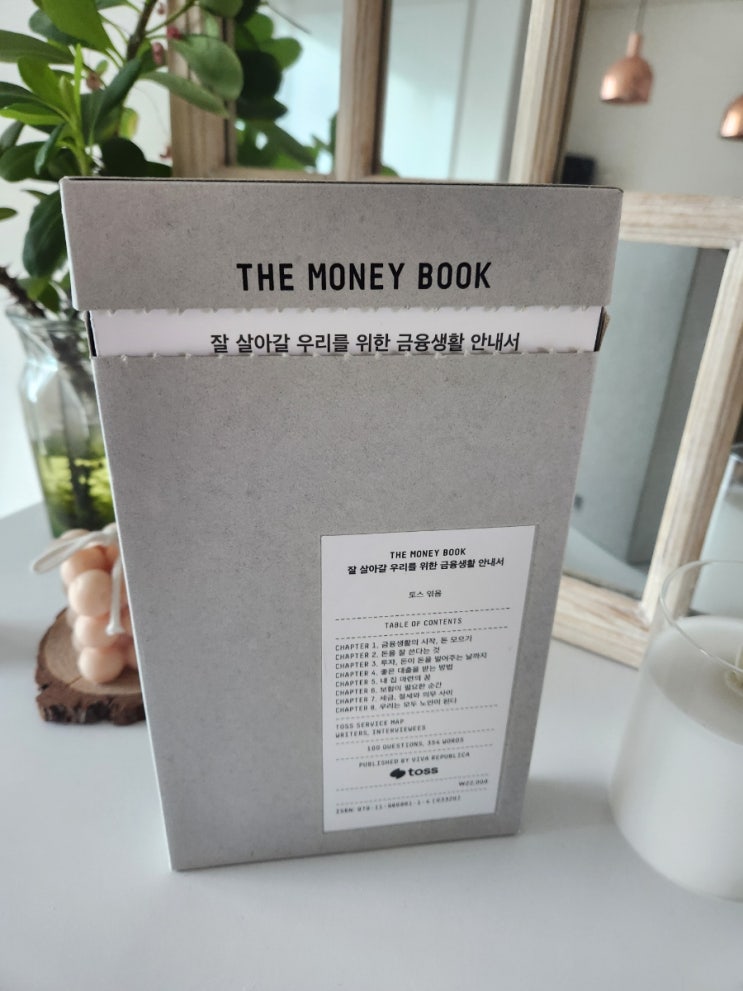 THE MONEY BOOK
잘 살아갈 우리를 위한 금융생활 안내서
THE MONEY BOOK
잘 살아갈 우리를 위한 금융생활 안내서
토스 엮음
TABLE OF CONTENTS
CHAPTER 1. 금융생활의 시작, 돈 모으기
CHAPTER 2. 돈을 잘 쓴다는 것
CHAPTER 3. 투자, 돈이 돈을 벌어주는 날까지
CHAPTER 4. 좋은 대출을 받는 방법
CHAPTER 5. 내 집 마련의 꿈
CHAPTER 6. 보험이 필요한 순간
CHAPTER 7. 세금, 절세와 의무 사이
CHAPTER 8. 우리는 모두 노인이 된다
TOSS SERVICE MAP
WRITERS, INTERVIEWEES
100 QUESTIONS, 354 WORDS
PUBLISHED BY VIVA REPUBLICA
toss
₩22,000
ISBN